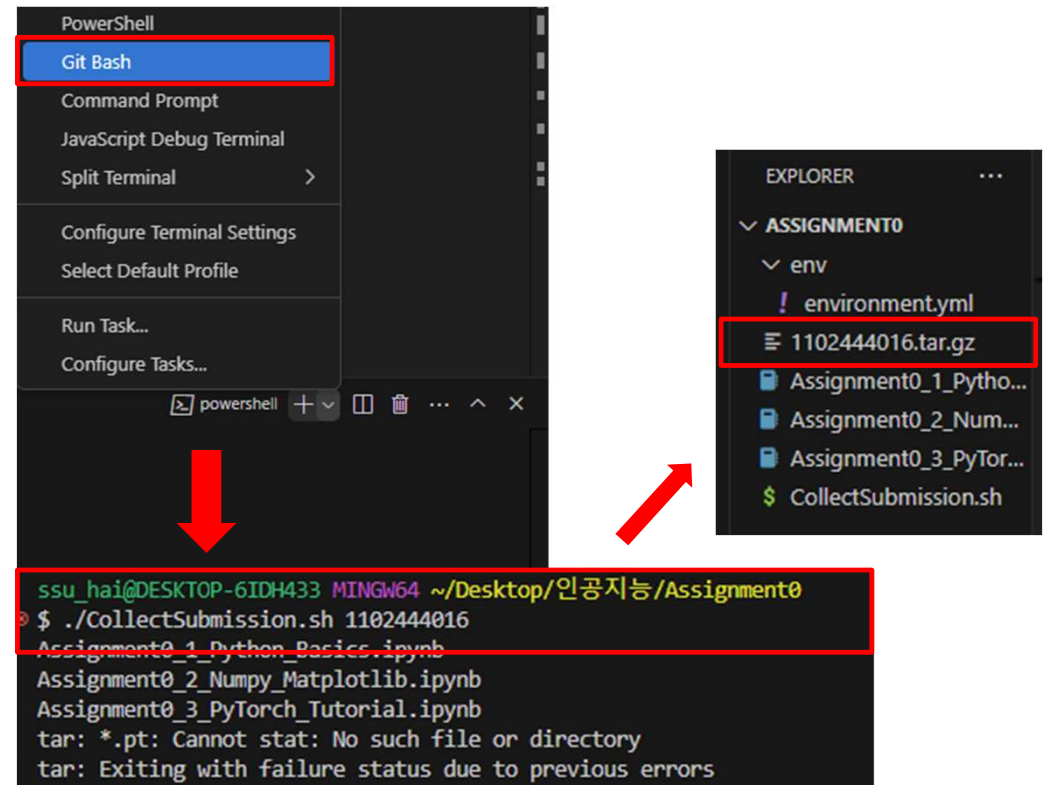 PowerShell
Git Bash
Command Prompt
JavaScript Debug Terminal
Split Terminal
Configure Terminal Settings
Select Default Profile
Run Task...
Configure Tasks...
powershell
EXPLORER
ASSIGNMENT0
env
! environment.yml
1102444016.tar.gz
Assignment0_1_Pytho...
Assignment0_2_Num...
Assignment0_3_PyTor...
$ CollectSubmission.sh
ssu_hai@DESKTOP-6IDH433 MINGW64 ~/Desktop/인공지능/Assignment0
$ ./CollectSubmission.sh 1102444016
Assignment0_1_Python_Basics.ipynb
Assignment0_2_Numpy_Matplotlib.ipynb
Assignment0_3_PyTorch_Tutorial.ipynb
tar: *.pt: Cannot stat: No such file or directory
tar: Exiting with failure status due to previous errors